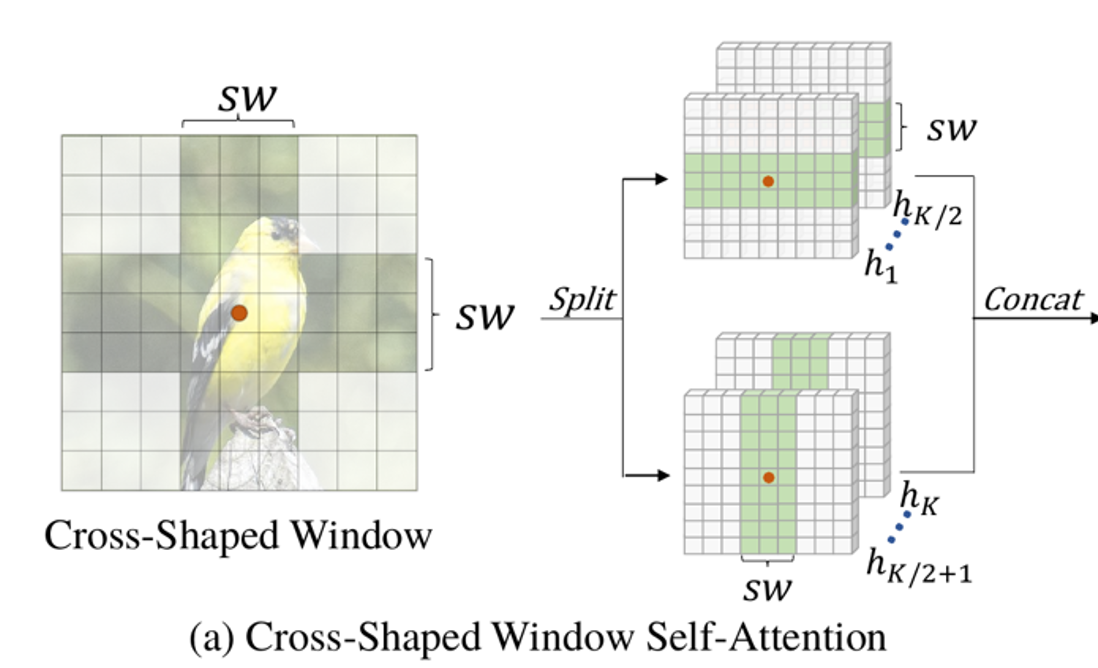 sw
sw
Cross-Shaped Window
Split
sw
h_{K/2}
h_1
Concat
h_K
h_{K/2+1}
sw
(a) Cross-Shaped Window Self-Attention